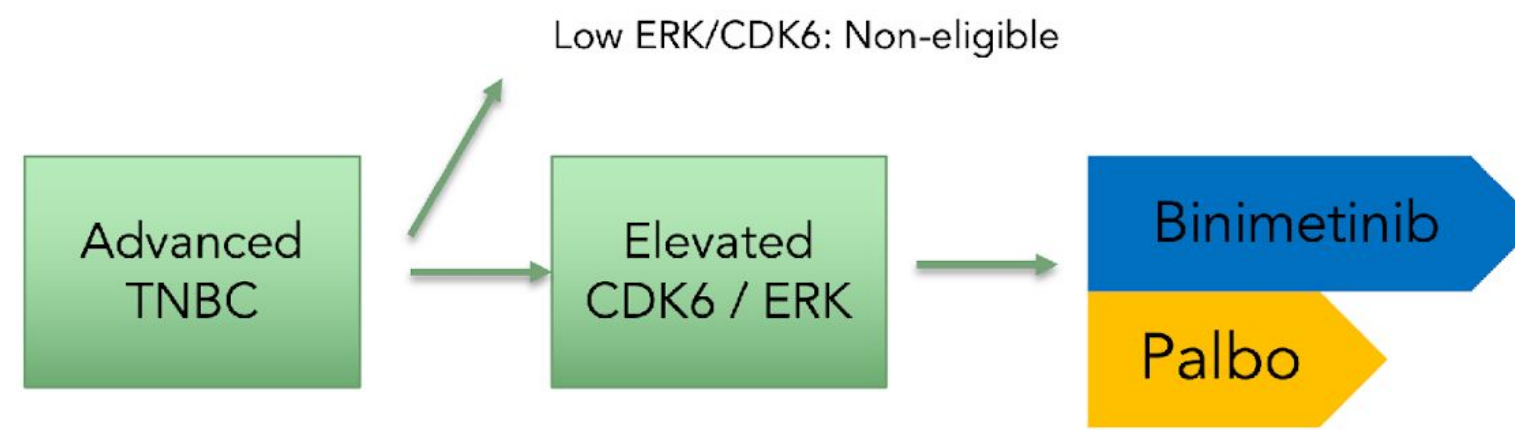 Low ERK/CDK6: Non-eligible
Advanced
TNBC
Elevated
CDK6 / ERK
Binimetinib
Palbo